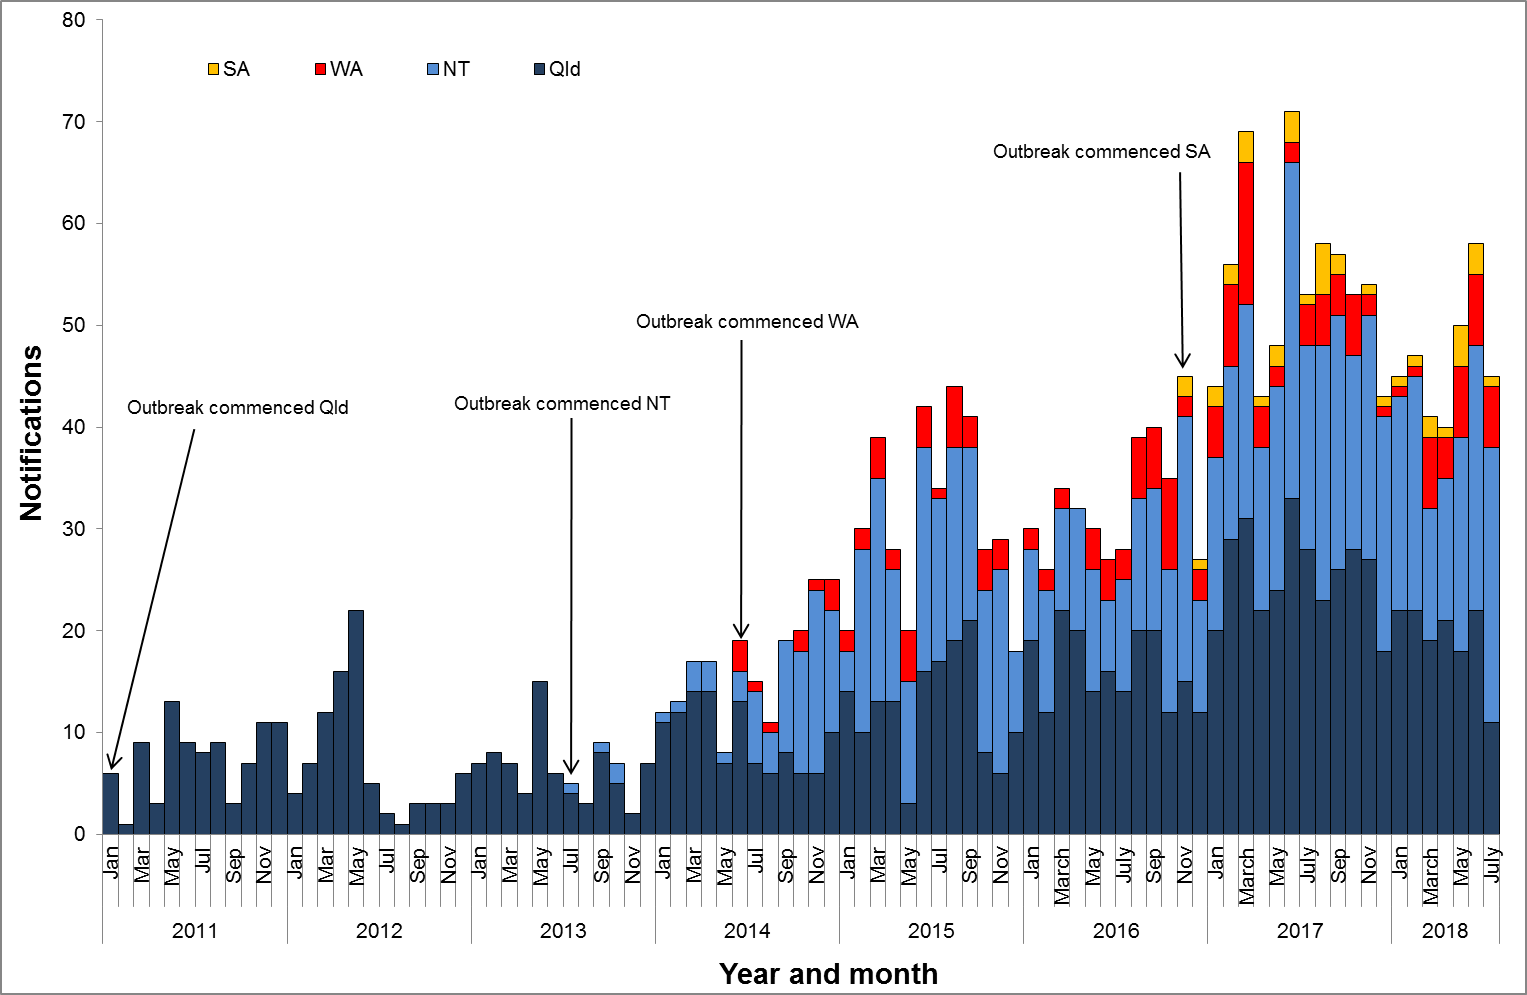 80
70
60
50
40
30
20
10
0
Notifications
SA WA NT Qld
Outbreak commenced SA
Outbreak commenced WA
Outbreak commenced NT
Outbreak commenced Qld
Jan Mar May Jul Sep Nov Jan Mar May Jul Sep Nov Jan Mar May Jul Sep Nov Jan Mar May Jul Sep Nov Jan Mar May Jul Sep Nov Jan March May July Sep Nov Jan March May July Sep Nov Jan March May July
2011 2012 2013 2014 2015 2016 2017 2018
Year and month